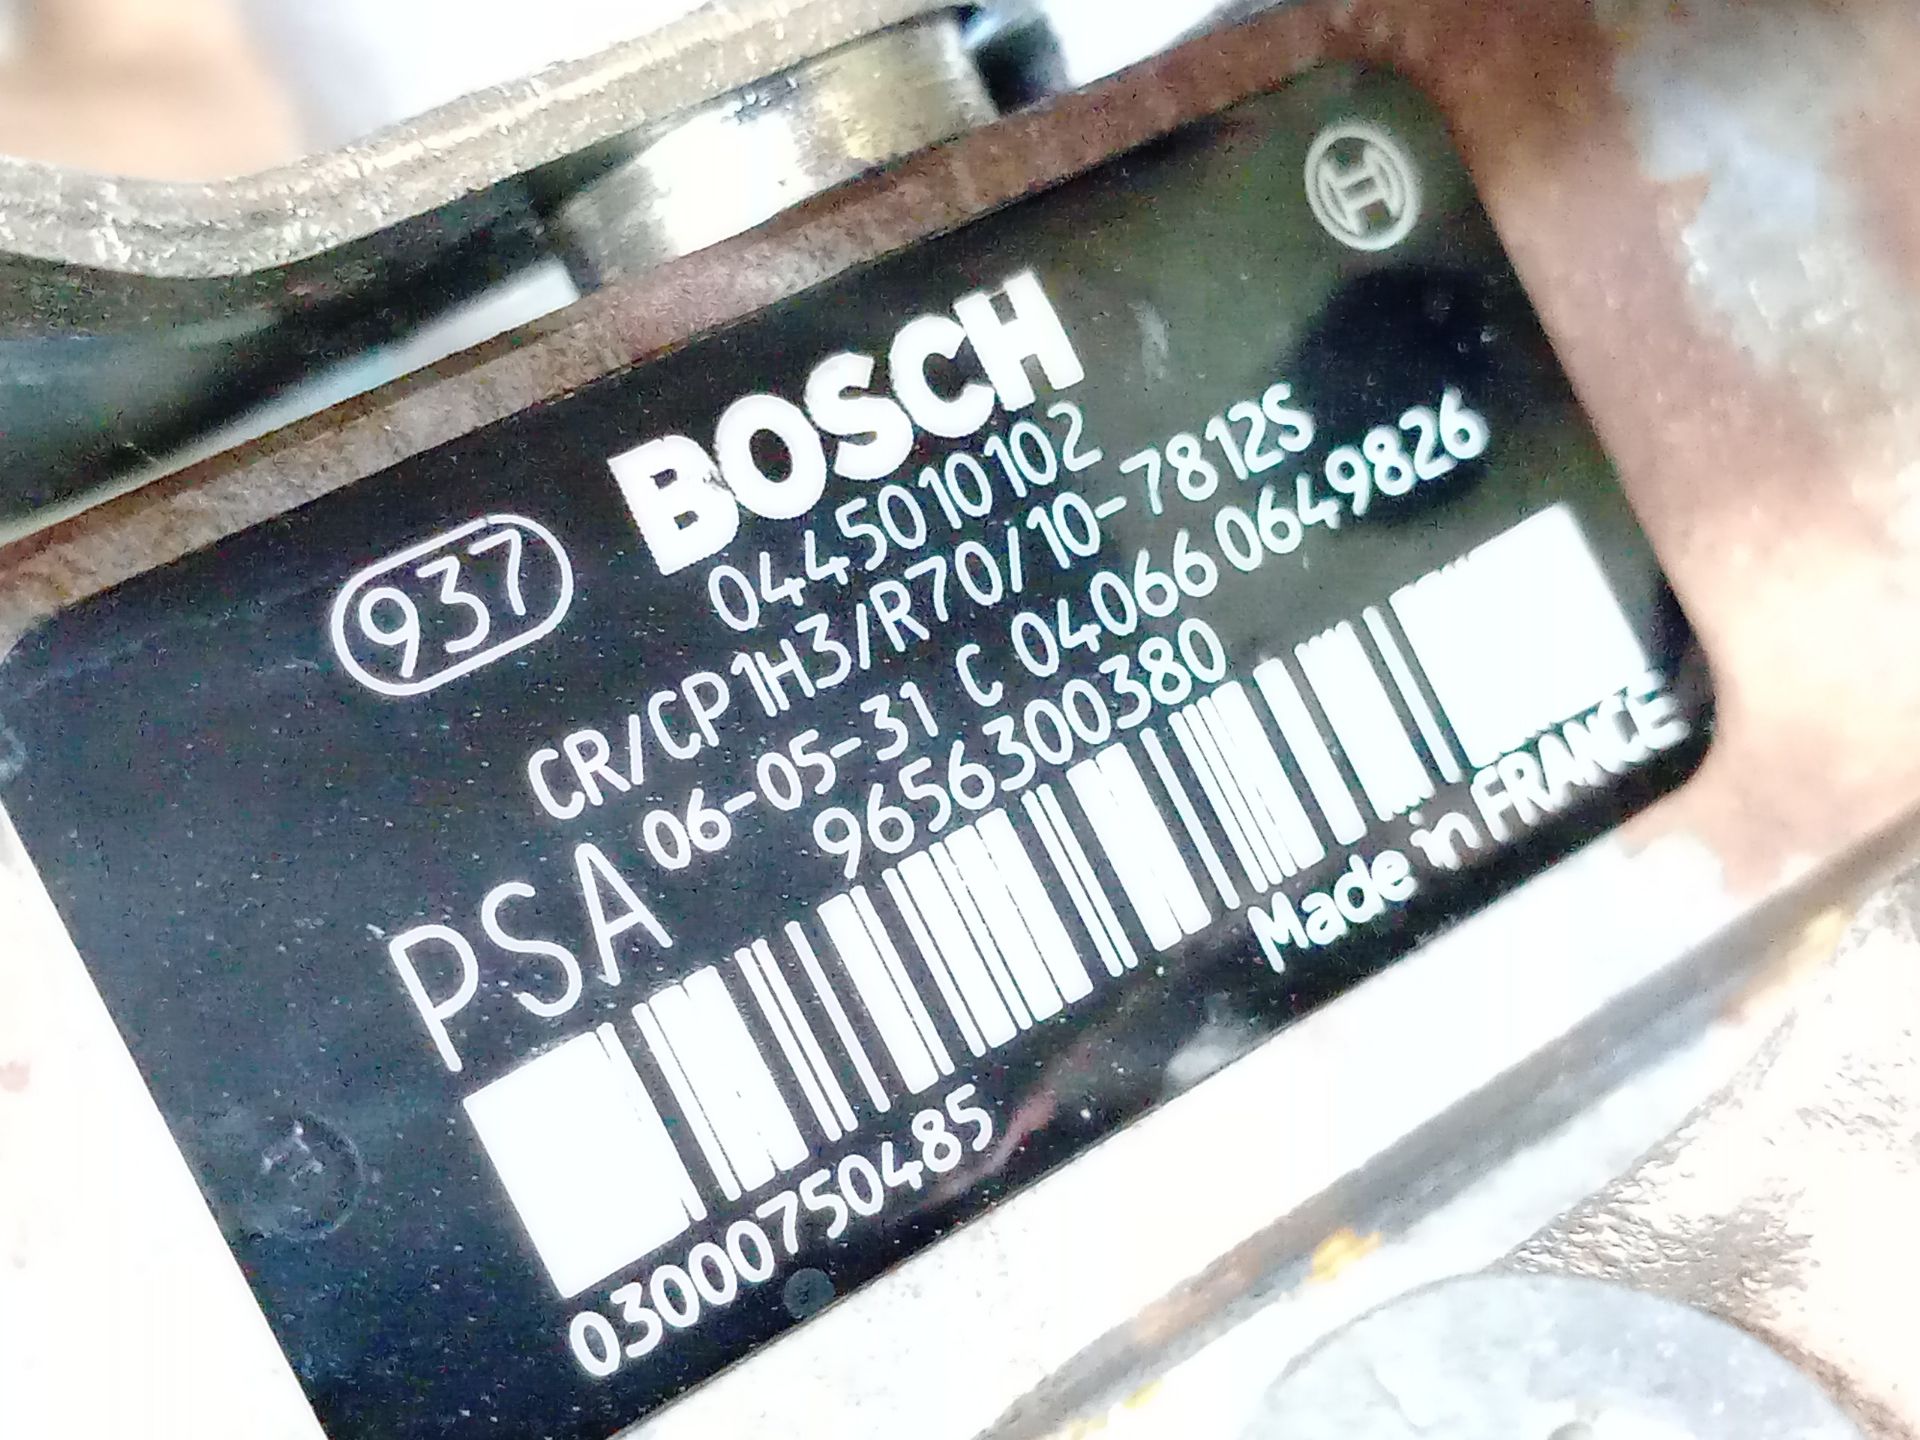 BOSCH
937
0445010102
CR/CP1H3/R70/10-7812S
06-05-31 C 04066 0649826
PSA 9656300380
Made in FRANCE
03000750485